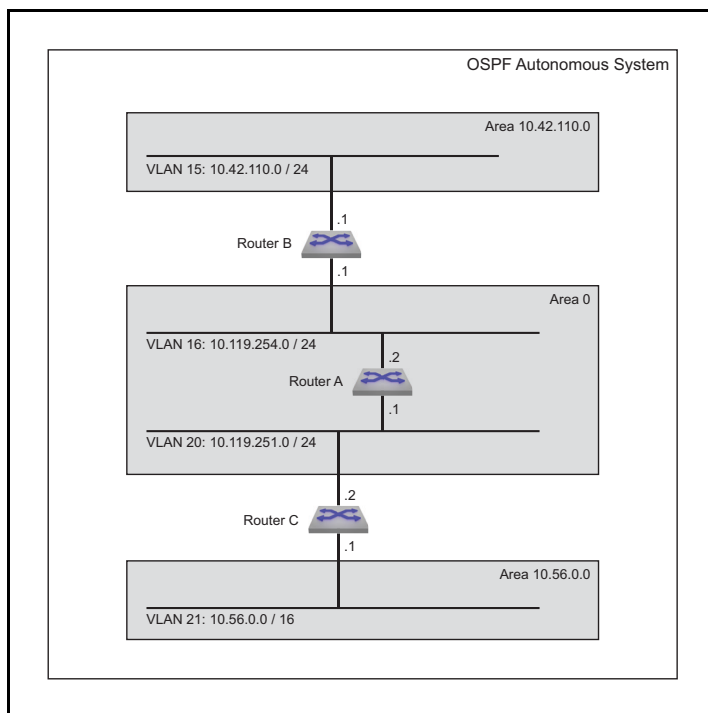 OSPF Autonomous System
Area 10.42.110.0
VLAN 15: 10.42.110.0 / 24
.1
Router B
.1
Area 0
VLAN 16: 10.119.254.0 / 24
.2
Router A
.1
VLAN 20: 10.119.251.0 / 24
.2
Router C
.1
Area 10.56.0.0
VLAN 21: 10.56.0.0 / 16